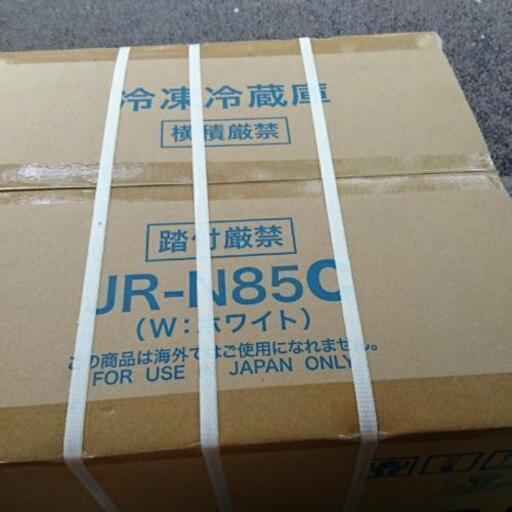 冷凍冷蔵庫
横積厳禁
踏付厳禁
JR-N85C
(W:ホワイト)
この商品は海外ではご使用になれません。
FOR USE JAPAN ONLY